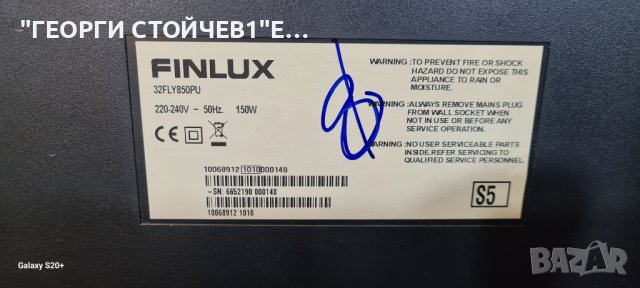 "ГЕОРГИ СТОЙЧЕВ1"Е...
FINLUX
32FLY850PU
220-240V ~ 50Hz. 150W
CE
10068912 1010 000148
-SN: 6652190 000148
10068912 1010
WARNING :TO PREVENT FIRE OR SHOCK
HAZARD DO NOT EXPOSE THIS
APPLIANCE TO RAIN OR
MOISTURE.
WARNING :ALWAYS REMOVE MAINS PLUG
FROM WALL SOCKET WHEN
NOT IN USE OR BEFORE ANY
SERVICE OPERATION.
WARNING :NO USER SERVICEABLE PARTS
INSIDE.REFER SERVICING TO
QUALIFIED SERVICE PERSONNEL.
S5
Galaxy S20+
BAZAR